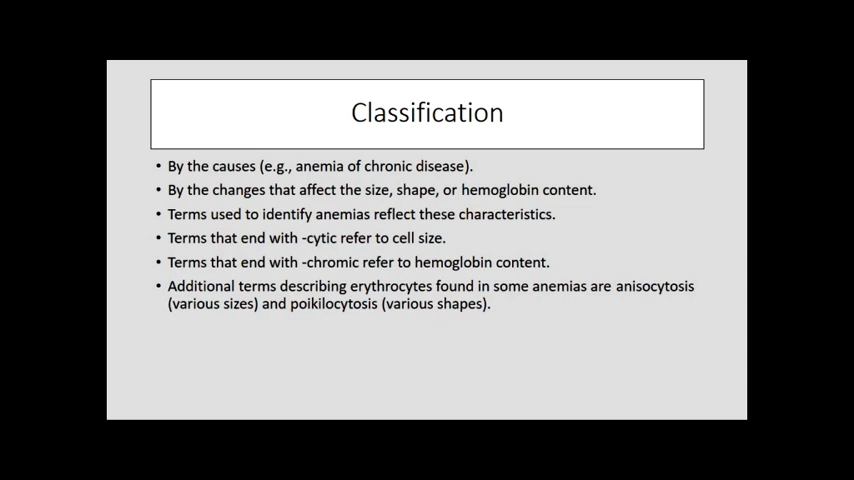 Classification
• By the causes (e.g., anemia of chronic disease).
• By the changes that affect the size, shape, or hemoglobin content.
• Terms used to identify anemias reflect these characteristics.
• Terms that end with -cytic refer to cell size.
• Terms that end with -chromic refer to hemoglobin content.
• Additional terms describing erythrocytes found in some anemias are anisocytosis
(various sizes) and poikilocytosis (various shapes).